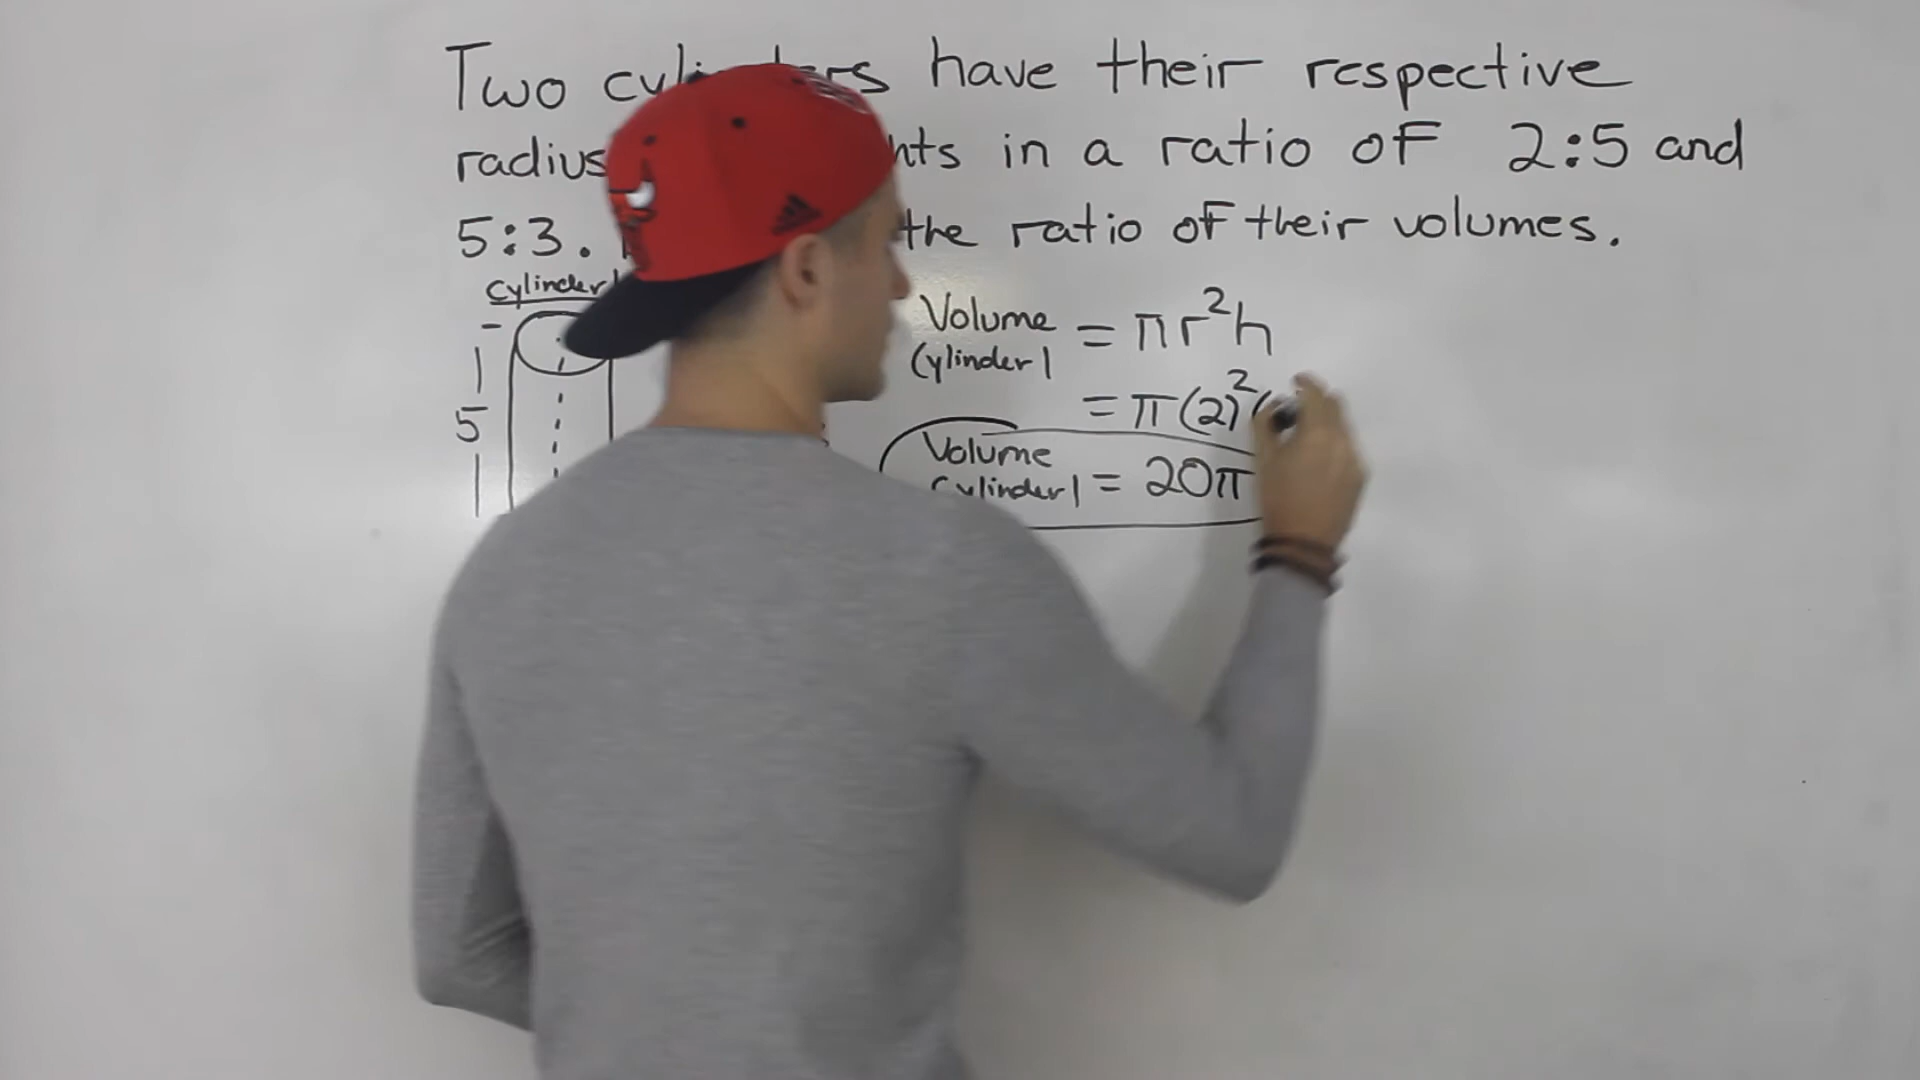 Two cylinders have their respective
radius in a ratio of 2:5 and
5:3. the ratio of their volumes.
cylinder 1
5
Volume
Cylinder 1 = πr²h
= π(2)²(
Volume
Cylinder 1 = 20π